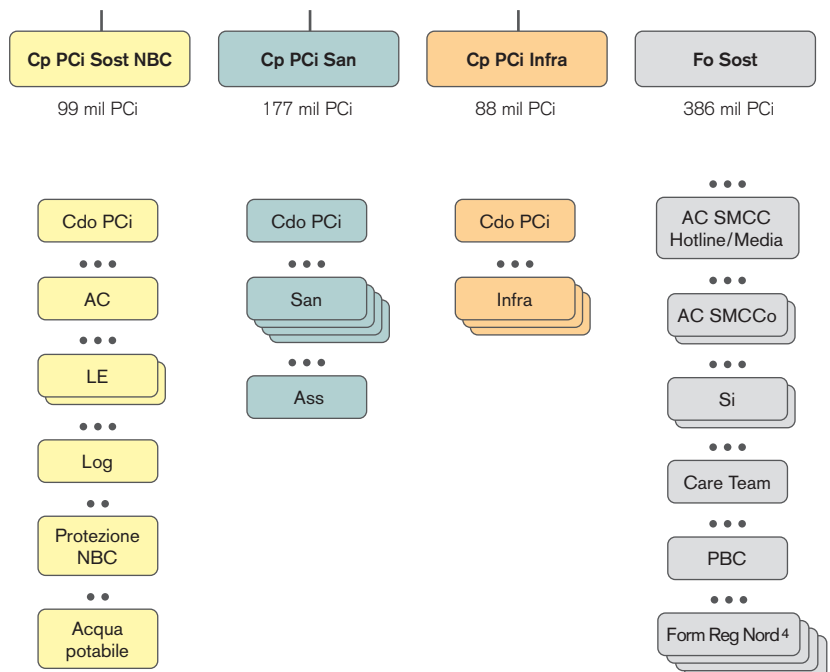 Cp PCi Sost NBC
99 mil PCi
Cdo PCi
AC
LE
Log
Protezione
NBC
Acqua
potabile
Cp PCi San
177 mil PCi
Cdo PCi
San
Ass
Cp PCi Infra
88 mil PCi
Cdo PCi
Infra
Fo Sost
386 mil PCi
AC SMCC
Hotline/Media
AC SMCCo
Si
Care Team
PBC
Form Reg Nord⁴